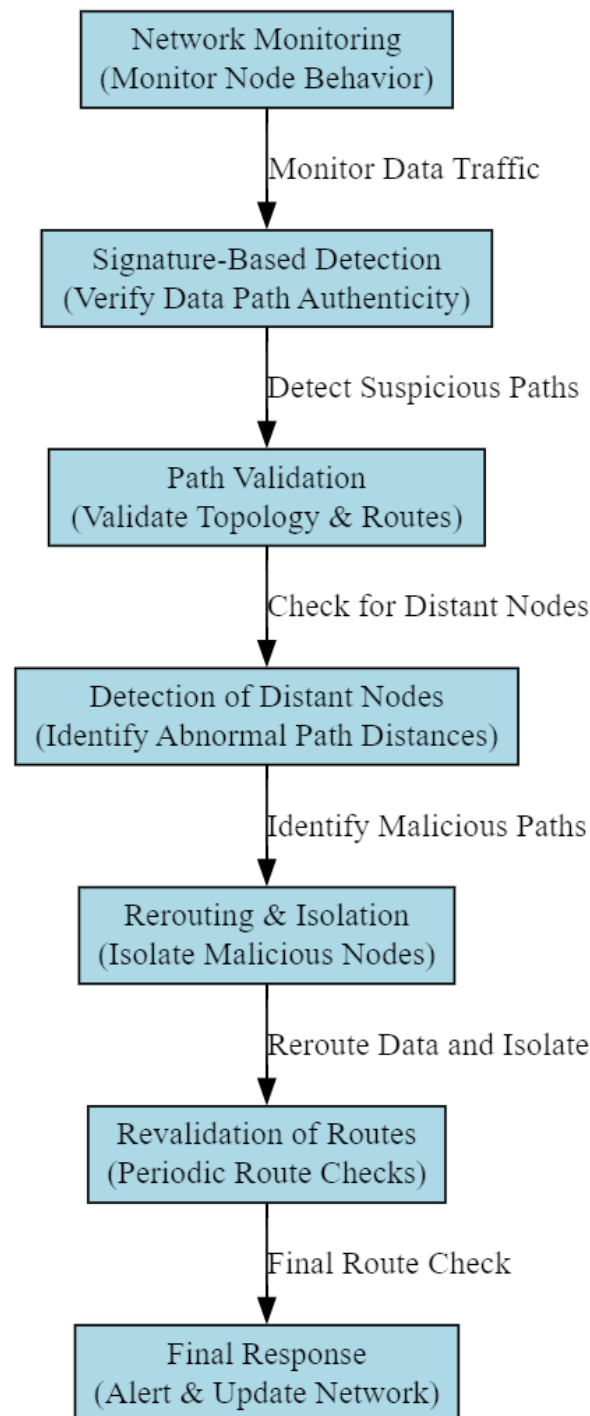 Network Monitoring
(Monitor Node Behavior)
Monitor Data Traffic
Signature-Based Detection
(Verify Data Path Authenticity)
Detect Suspicious Paths
Path Validation
(Validate Topology & Routes)
Check for Distant Nodes
Detection of Distant Nodes
(Identify Abnormal Path Distances)
Identify Malicious Paths
Rerouting & Isolation
(Isolate Malicious Nodes)
Reroute Data and Isolate
Revalidation of Routes
(Periodic Route Checks)
Final Route Check
Final Response
(Alert & Update Network)